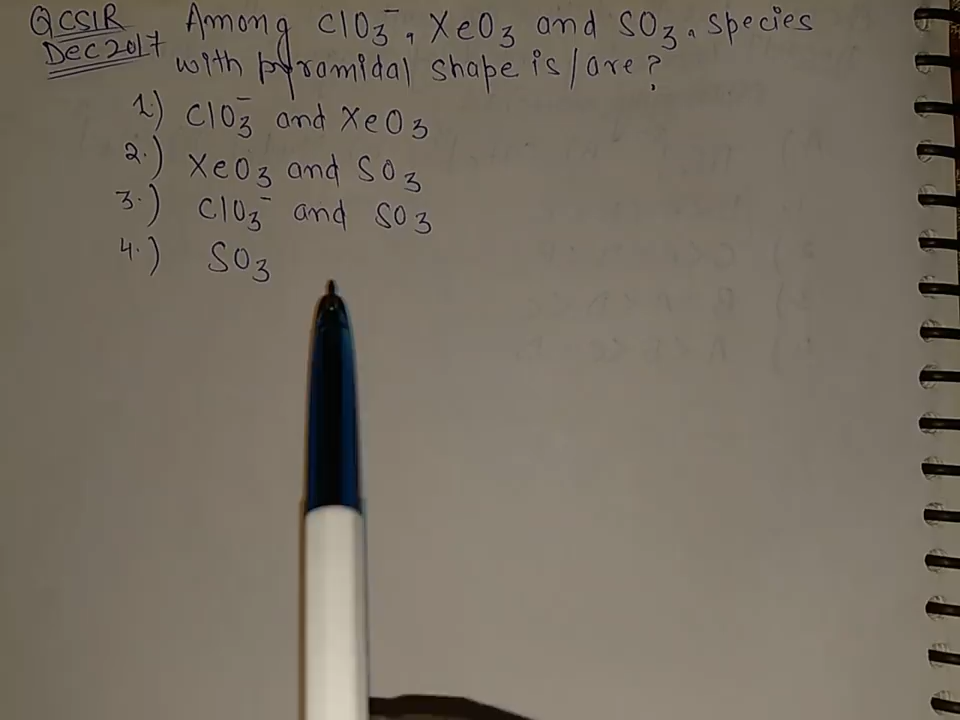 Q CSIR Among ClO₃⁻, XeO₃ and SO₃, species
Dec 2017 with pyramidal shape is/are?
1.) ClO₃⁻ and XeO₃
2.) XeO₃ and SO₃
3.) ClO₃⁻ and SO₃
4.) SO₃